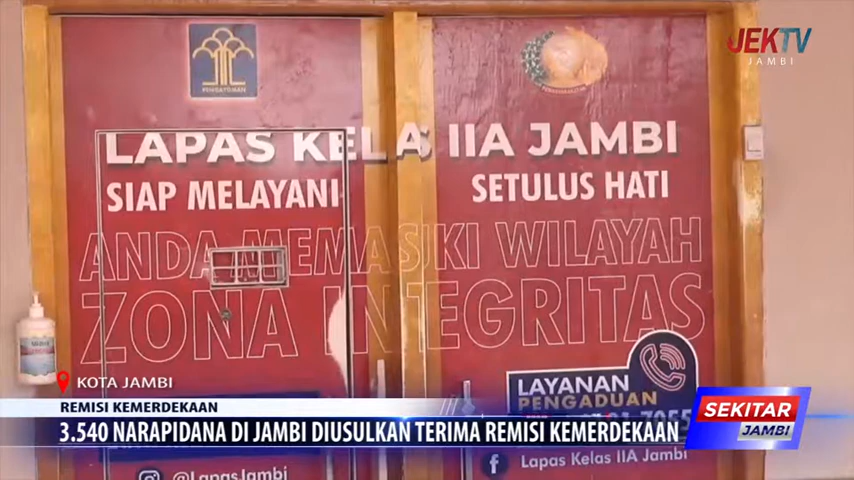 JEKTV
JAMBI
PENGAYOMAN
LAPAS KELAS IIA JAMBI
SIAP MELAYANI SETULUS HATI
ANDA MEMASUKI WILAYAH
ZONA INTEGRITAS
KOTA JAMBI
LAYANAN
PENGADUAN
REMISI KEMERDEKAAN
SEKITAR
JAMBI
3.540 NARAPIDANA DI JAMBI DIUSULKAN TERIMA REMISI KEMERDEKAAN
@LapasJambi
Lapas Kelas IIA Jambi